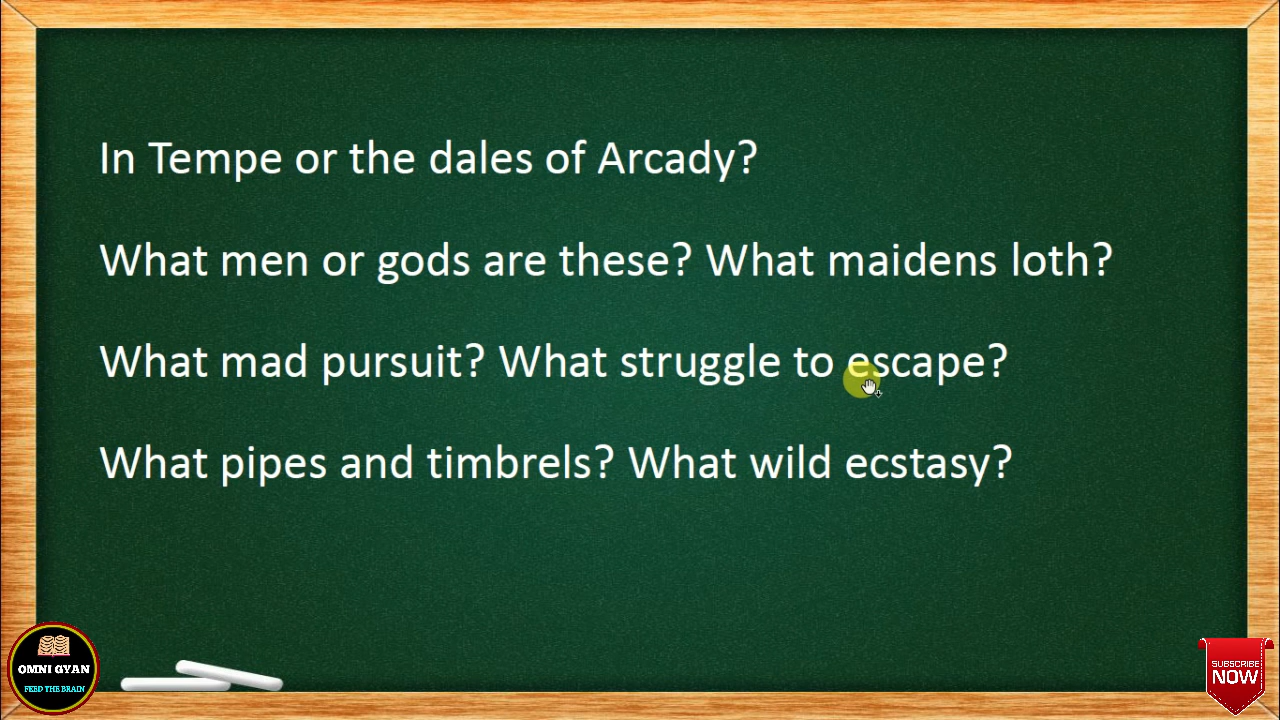 In Tempe or the dales of Arcady?
What men or gods are these? What maidens loth?
What mad pursuit? What struggle to escape?
What pipes and timbrels? What wild ecstasy?
OMNI GYAN
FEED THE BRAIN
SUBSCRIBE
NOW